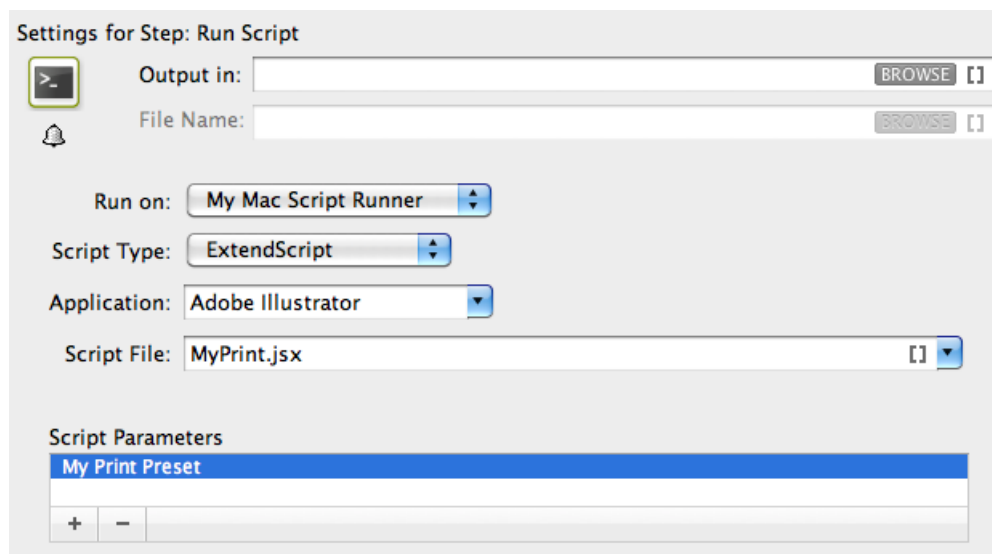 Settings for Step: Run Script
Output in: BROWSE []
File Name: BROWSE []
Run on: My Mac Script Runner
Script Type: ExtendScript
Application: Adobe Illustrator
Script File: MyPrint.jsx []
Script Parameters
My Print Preset
+ −